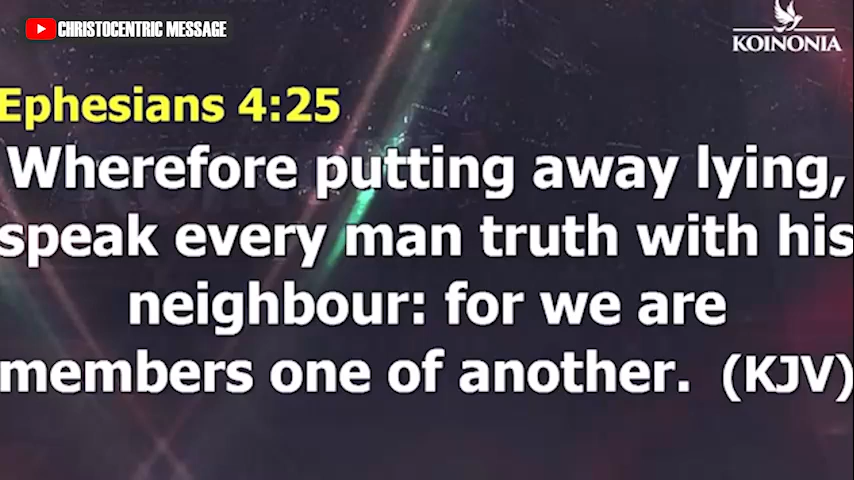 CHRISTOCENTRIC MESSAGE
KOINONIA
Ephesians 4:25
Wherefore putting away lying,
speak every man truth with his
neighbour: for we are
members one of another. (KJV)